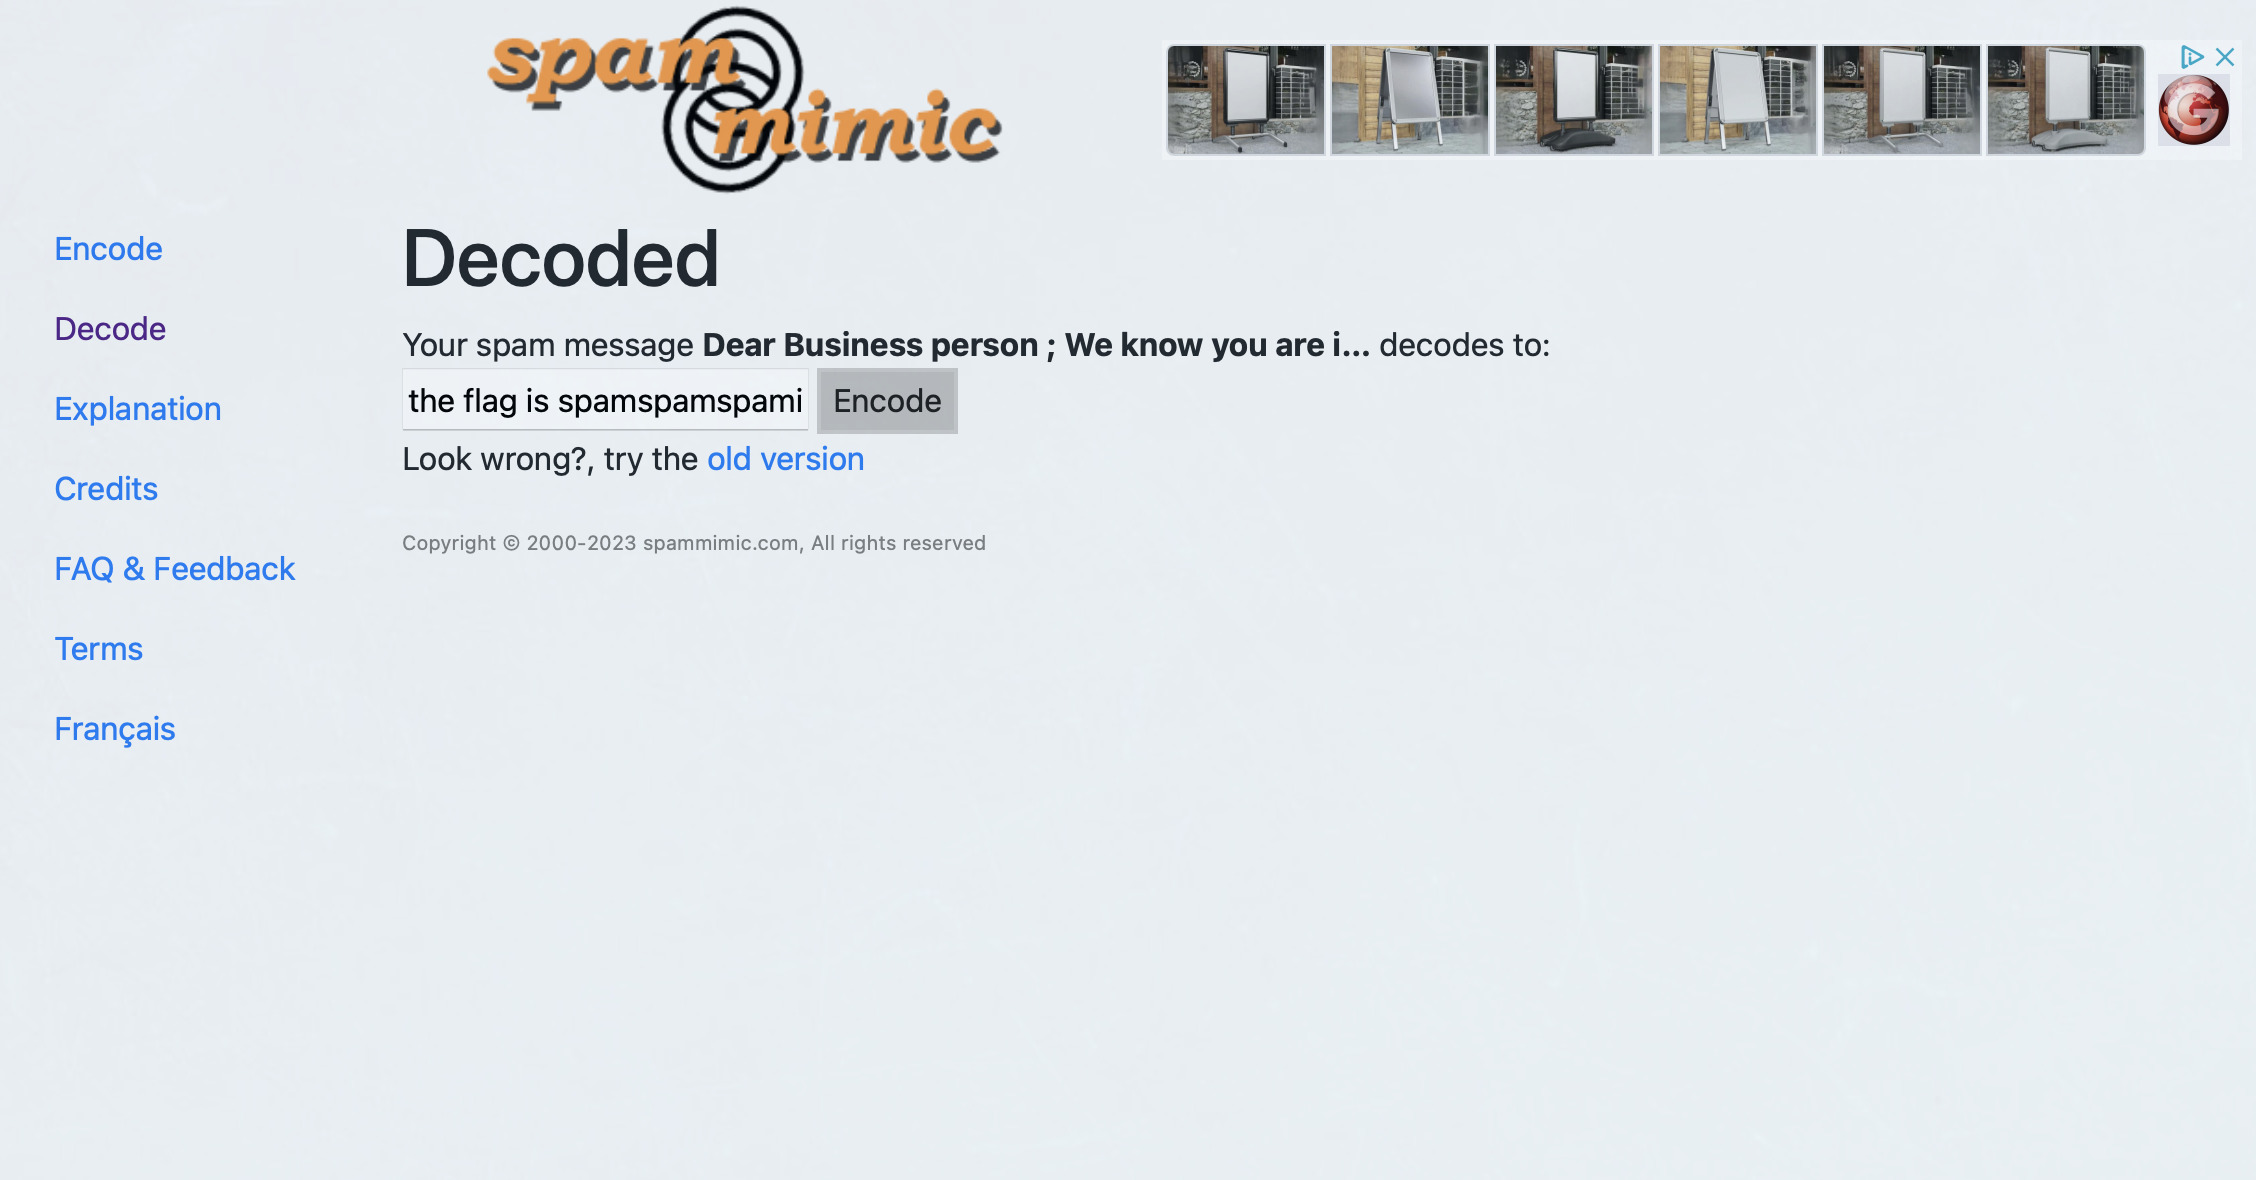 spam
mimic
Encode
Decode
Explanation
Credits
FAQ & Feedback
Terms
Français
Decoded
Your spam message Dear Business person ; We know you are i... decodes to:
the flag is spamspamspami
Encode
Look wrong?, try the old version
Copyright © 2000-2023 spammimic.com, All rights reserved
G